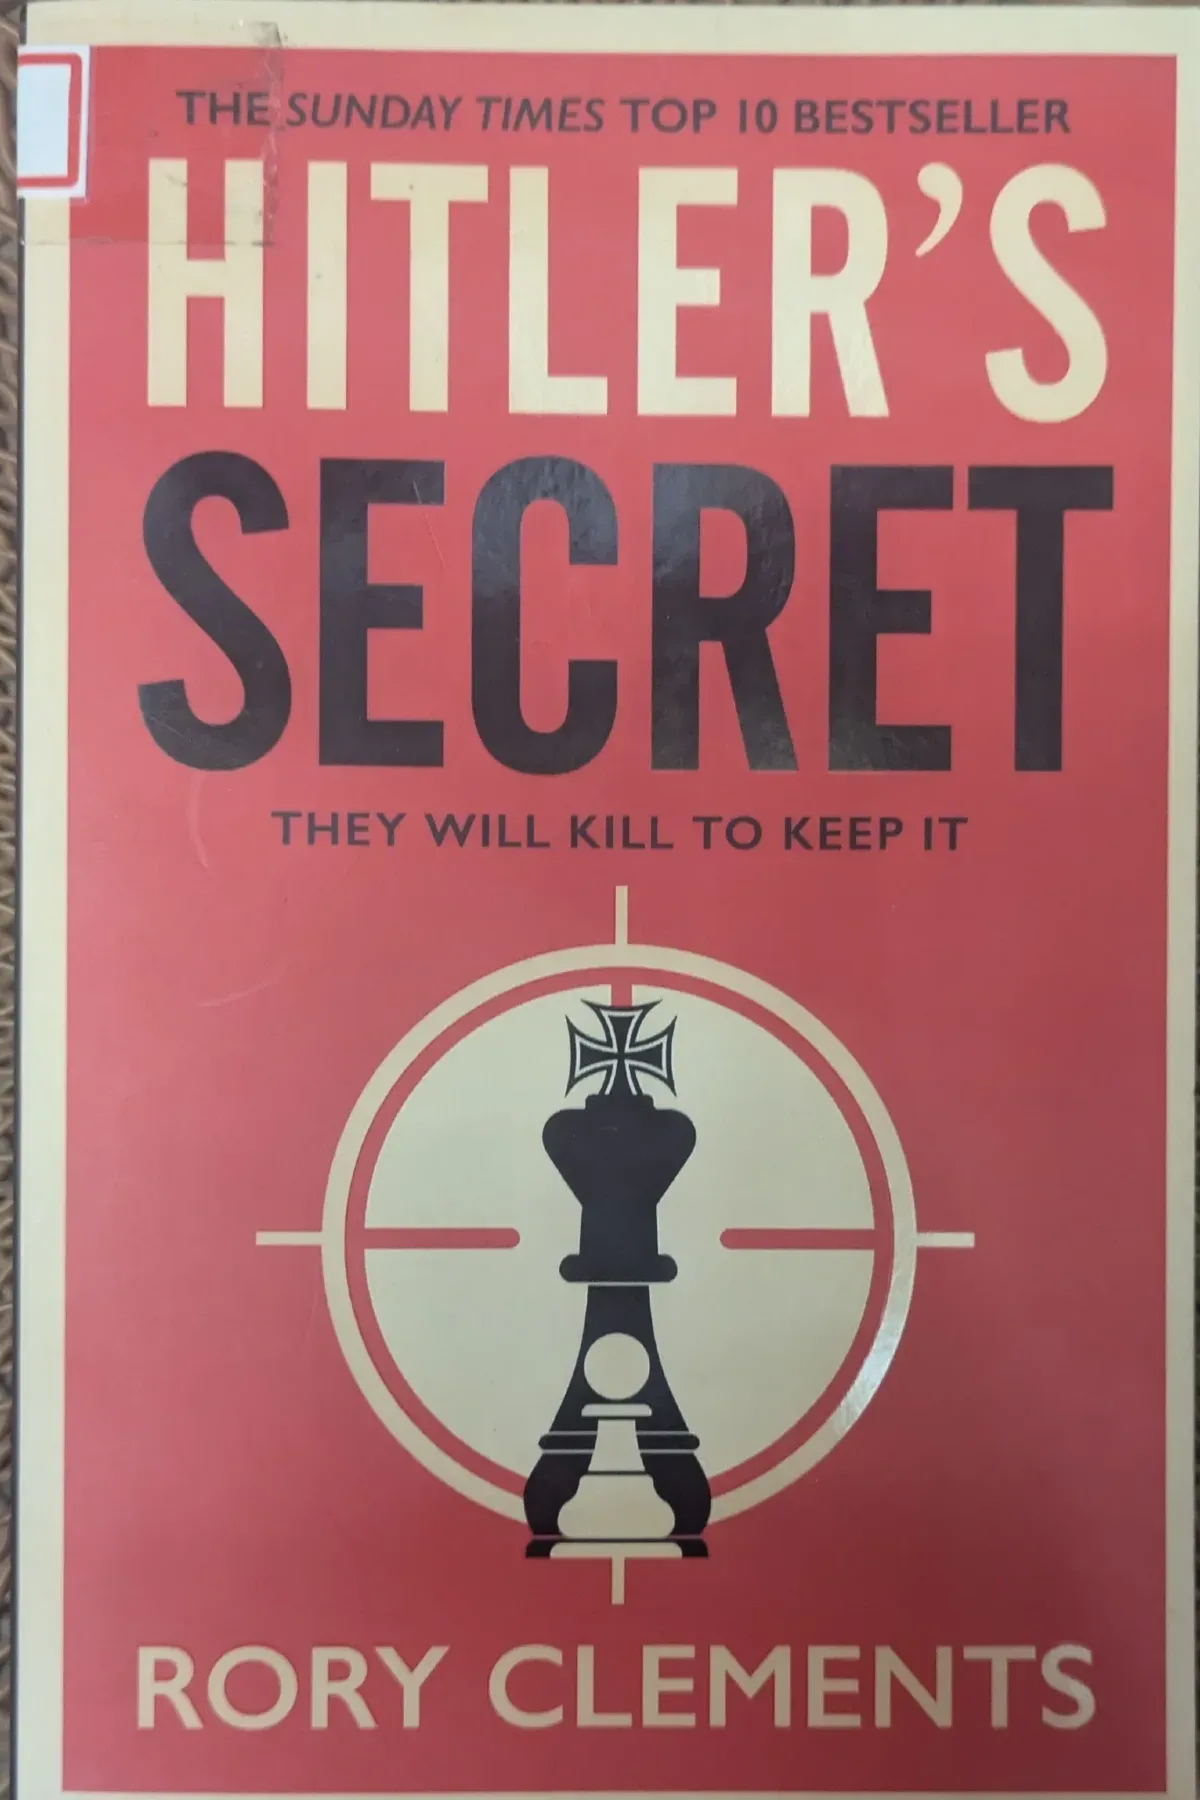 THE SUNDAY TIMES TOP 10 BESTSELLER
HITLER'S
SECRET
THEY WILL KILL TO KEEP IT
RORY CLEMENTS